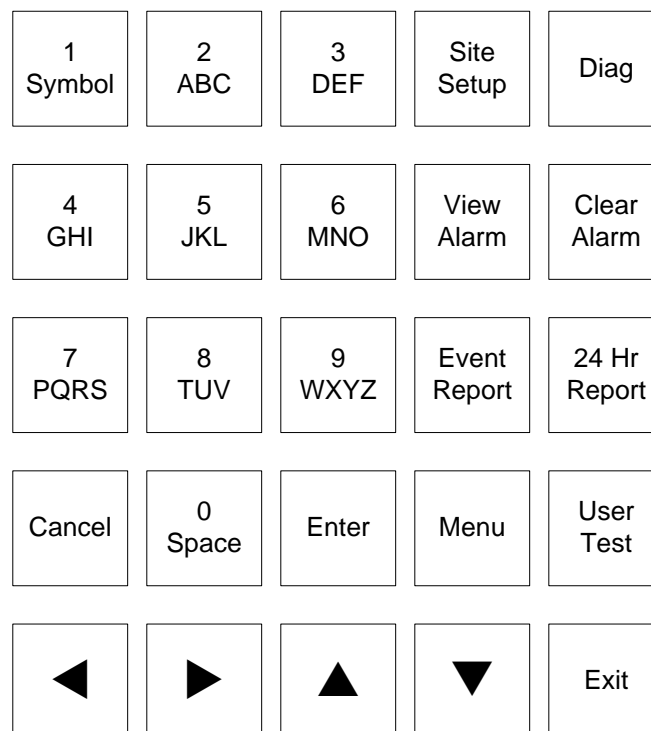 1
Symbol
2
ABC
3
DEF
Site
Setup
Diag
4
GHI
5
JKL
6
MNO
View
Alarm
Clear
Alarm
7
PQRS
8
TUV
9
WXYZ
Event
Report
24 Hr
Report
Cancel
0
Space
Enter
Menu
User
Test
Exit